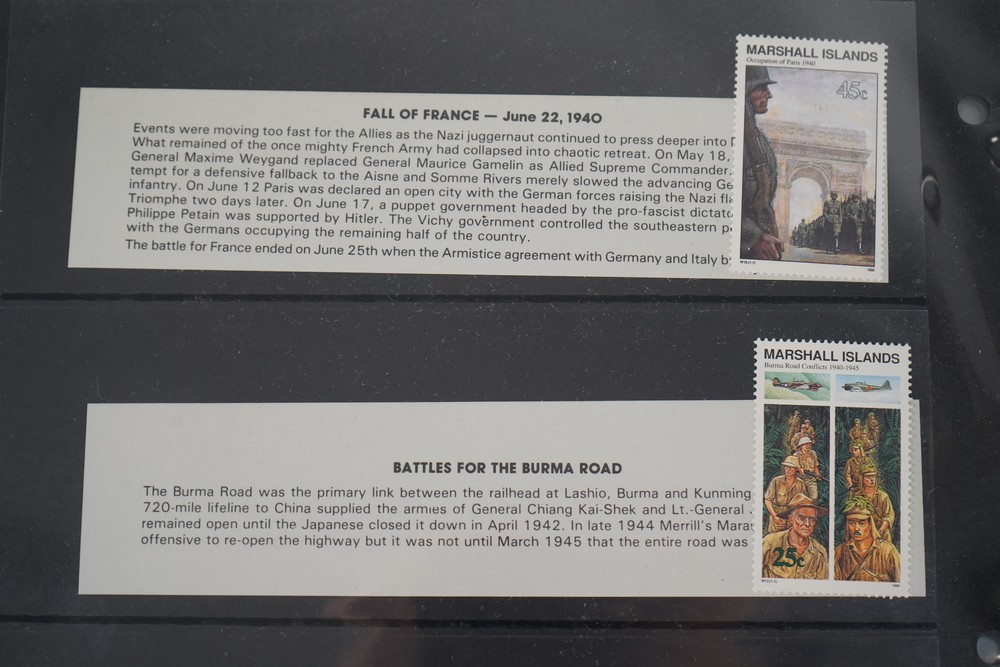 FALL OF FRANCE — June 22, 1940
Events were moving too fast for the Allies as the Nazi juggernaut continued to press deeper into
What remained of the once mighty French Army had collapsed into chaotic retreat. On May 18,
General Maxime Weygand replaced General Maurice Gamelin as Allied Supreme Commander.
tempt for a defensive fallback to the Aisne and Somme Rivers merely slowed the advancing Ge
infantry. On June 12 Paris was declared an open city with the German forces raising the Nazi fl
Triomphe two days later. On June 17, a puppet government headed by the pro-fascist dictato
Philippe Petain was supported by Hitler. The Vichy government controlled the southeastern p
with the Germans occupying the remaining half of the country.
The battle for France ended on June 25th when the Armistice agreement with Germany and Italy b
MARSHALL ISLANDS
Occupation of Paris 1940
45c
BATTLES FOR THE BURMA ROAD
The Burma Road was the primary link between the railhead at Lashio, Burma and Kunming
720-mile lifeline to China supplied the armies of General Chiang Kai-Shek and Lt.-General
remained open until the Japanese closed it down in April 1942. In late 1944 Merrill's Mara
offensive to re-open the highway but it was not until March 1945 that the entire road was
MARSHALL ISLANDS
Burma Road Conflicts 1940-1945
25c